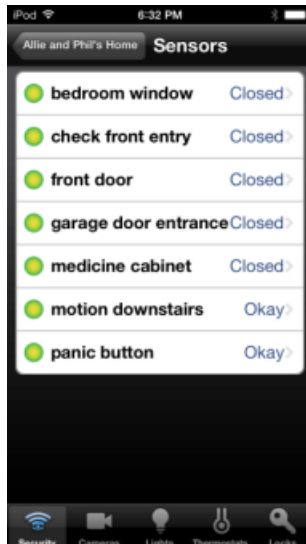 iPod 6:32 PM
Allie and Phil's Home Sensors
bedroom window Closed
check front entry Closed
front door Closed
garage door entrance Closed
medicine cabinet Closed
motion downstairs Okay
panic button Okay
Security Cameras Lights Thermostats Locks